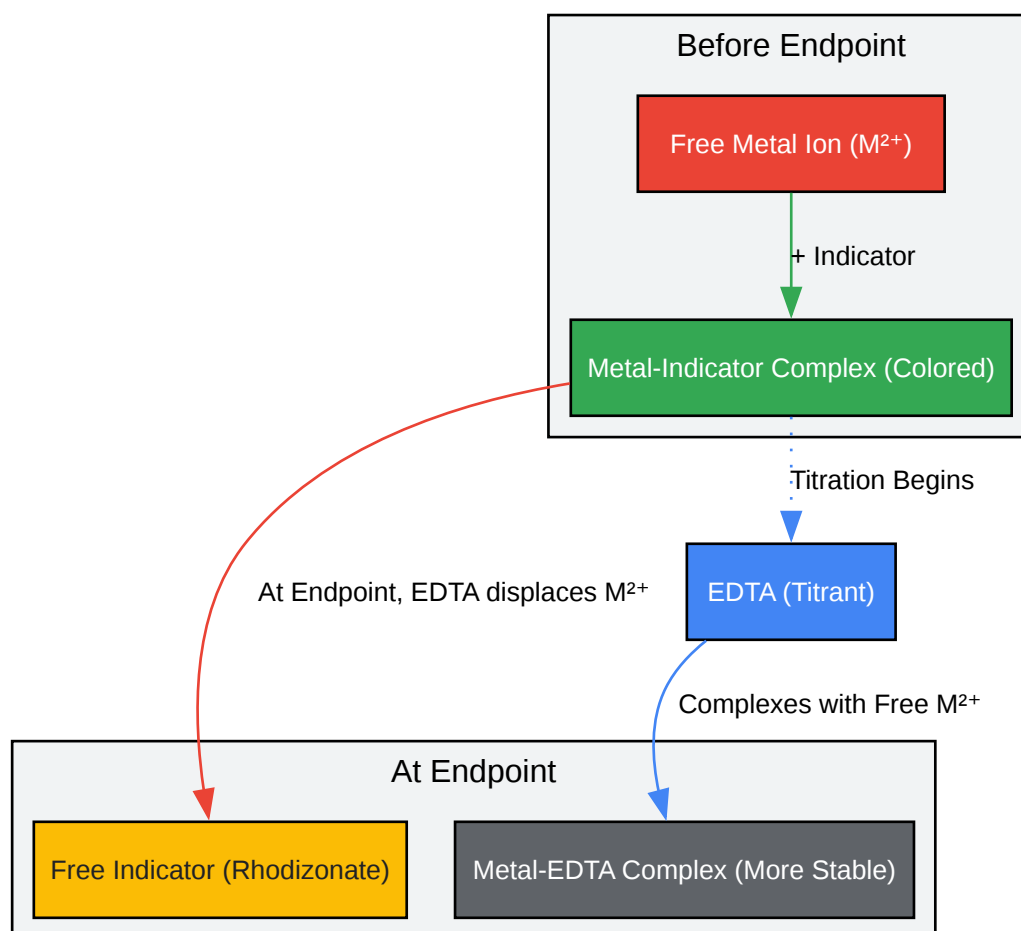 Before Endpoint
Free Metal Ion (M²⁺)
+ Indicator
Metal-Indicator Complex (Colored)
Titration Begins
EDTA (Titrant)
At Endpoint, EDTA displaces M²⁺
Complexes with Free M²⁺
At Endpoint
Free Indicator (Rhodizonate)
Metal-EDTA Complex (More Stable)